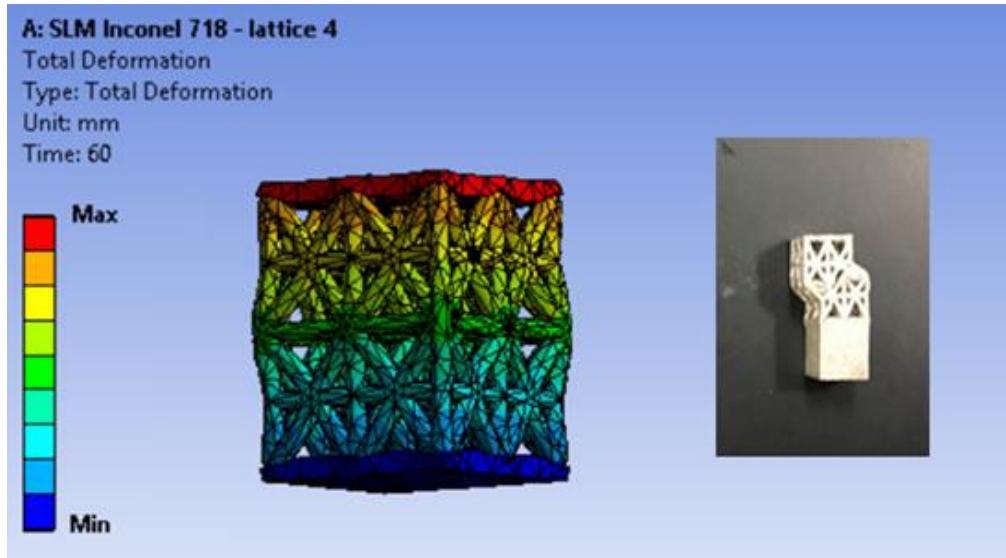 A: SLM Inconel 718 - lattice 4
Total Deformation
Type: Total Deformation
Unit: mm
Time: 60
Max
Min